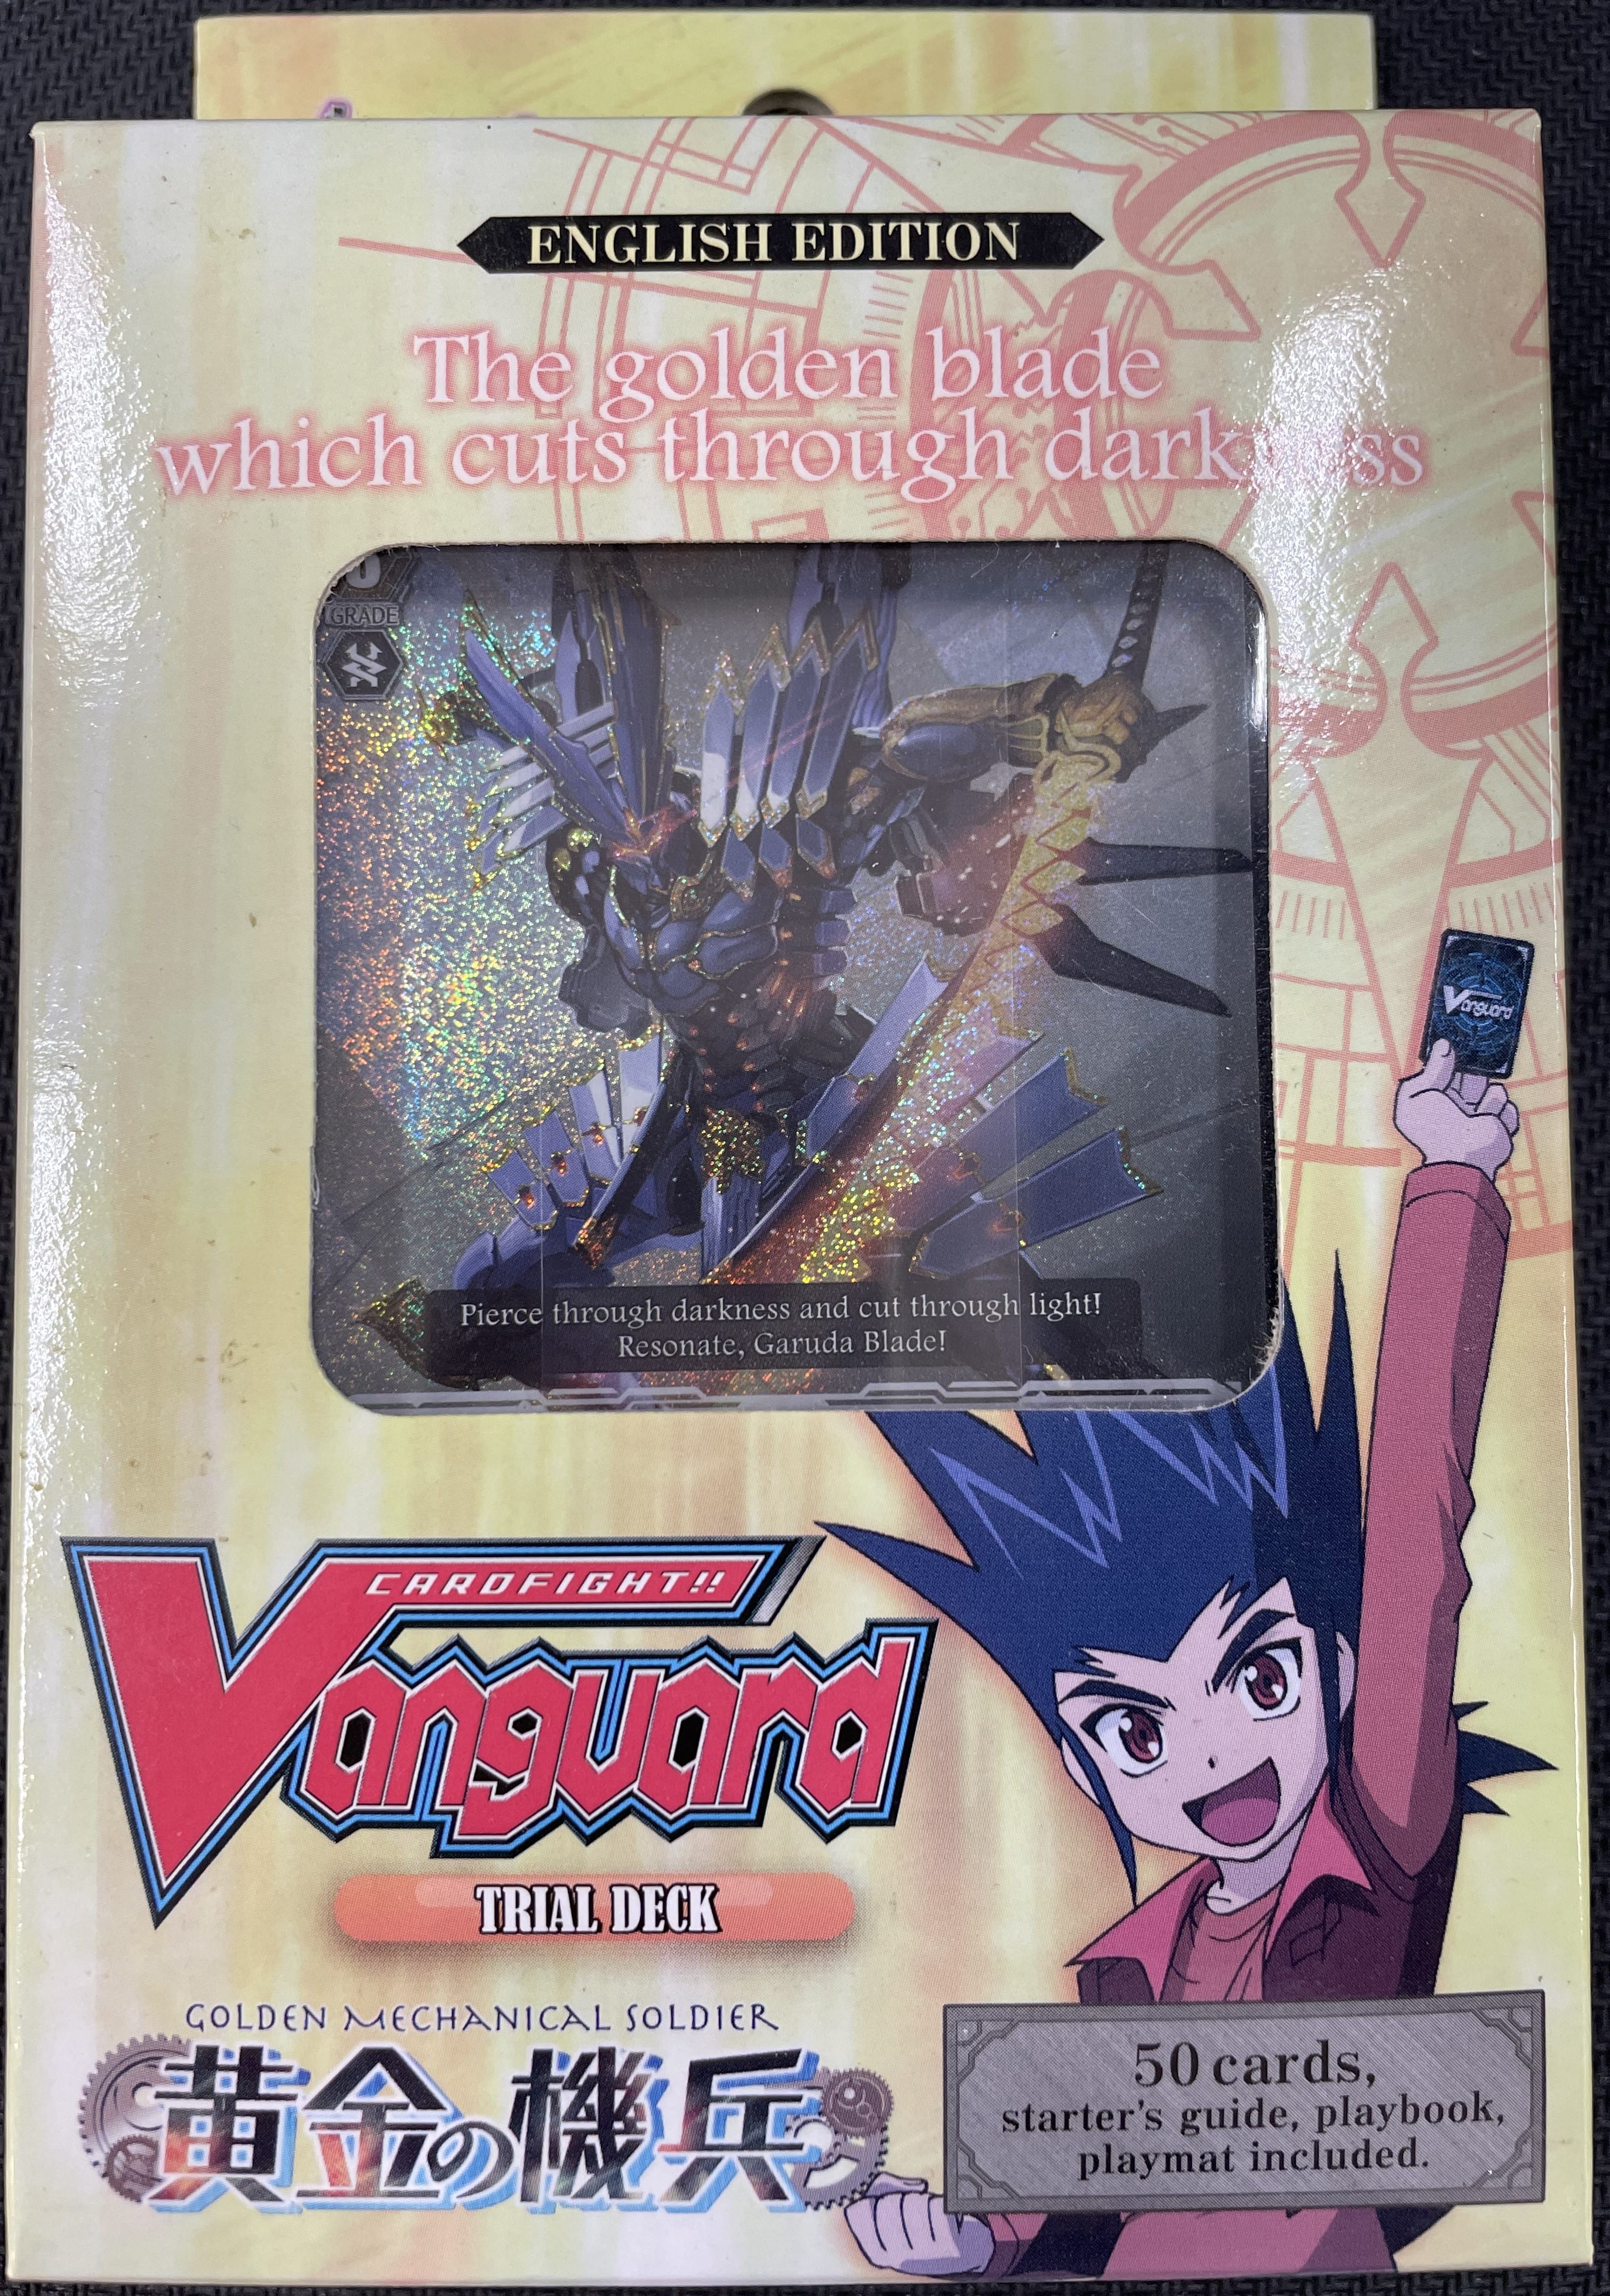 ENGLISH EDITION
The golden blade
which cuts through darkness
GRADE
Pierce through darkness and cut through light!
Resonate, Garuda Blade!
Vanguard
CARDFIGHT!!
Vanguard
TRIAL DECK
GOLDEN MECHANICAL SOLDIER
黄金の機兵
50 cards,
starter's guide, playbook,
playmat included.